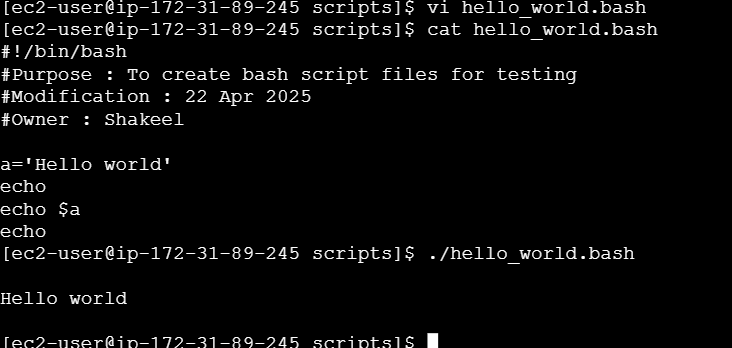 [ec2-user@ip-172-31-89-245 scripts]$ vi hello_world.bash
[ec2-user@ip-172-31-89-245 scripts]$ cat hello_world.bash
#!/bin/bash
#Purpose : To create bash script files for testing
#Modification : 22 Apr 2025
#Owner : Shakeel

a='Hello world'
echo
echo $a
echo
[ec2-user@ip-172-31-89-245 scripts]$ ./hello_world.bash

Hello world

[ec2-user@ip-172-31-89-245 scripts]$